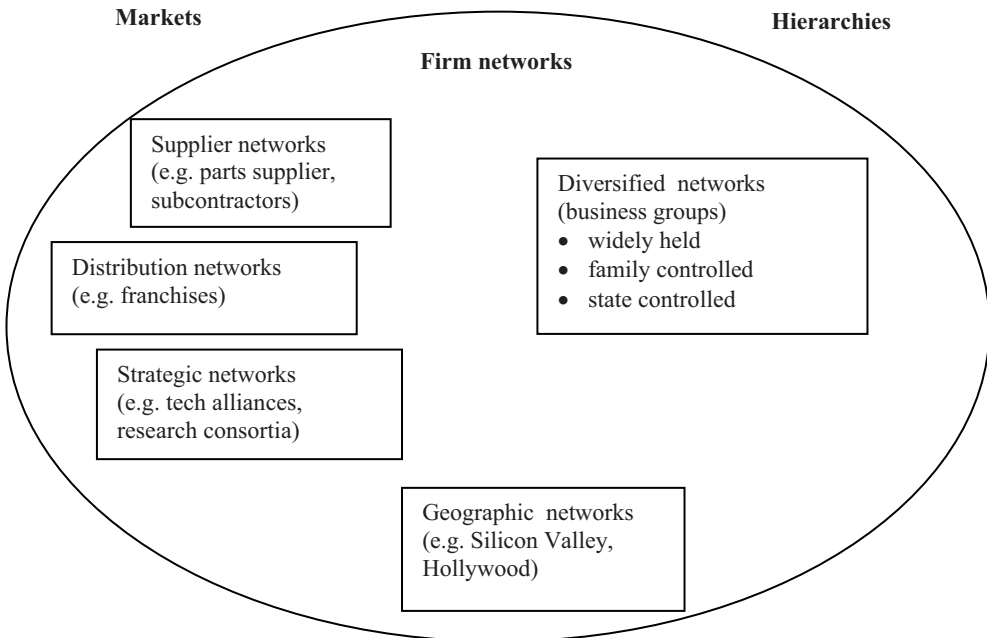 Markets
Hierarchies
Firm networks
Supplier networks
(e.g. parts supplier,
subcontractors)
Diversified networks
(business groups)
• widely held
• family controlled
• state controlled
Distribution networks
(e.g. franchises)
Strategic networks
(e.g. tech alliances,
research consortia)
Geographic networks
(e.g. Silicon Valley,
Hollywood)